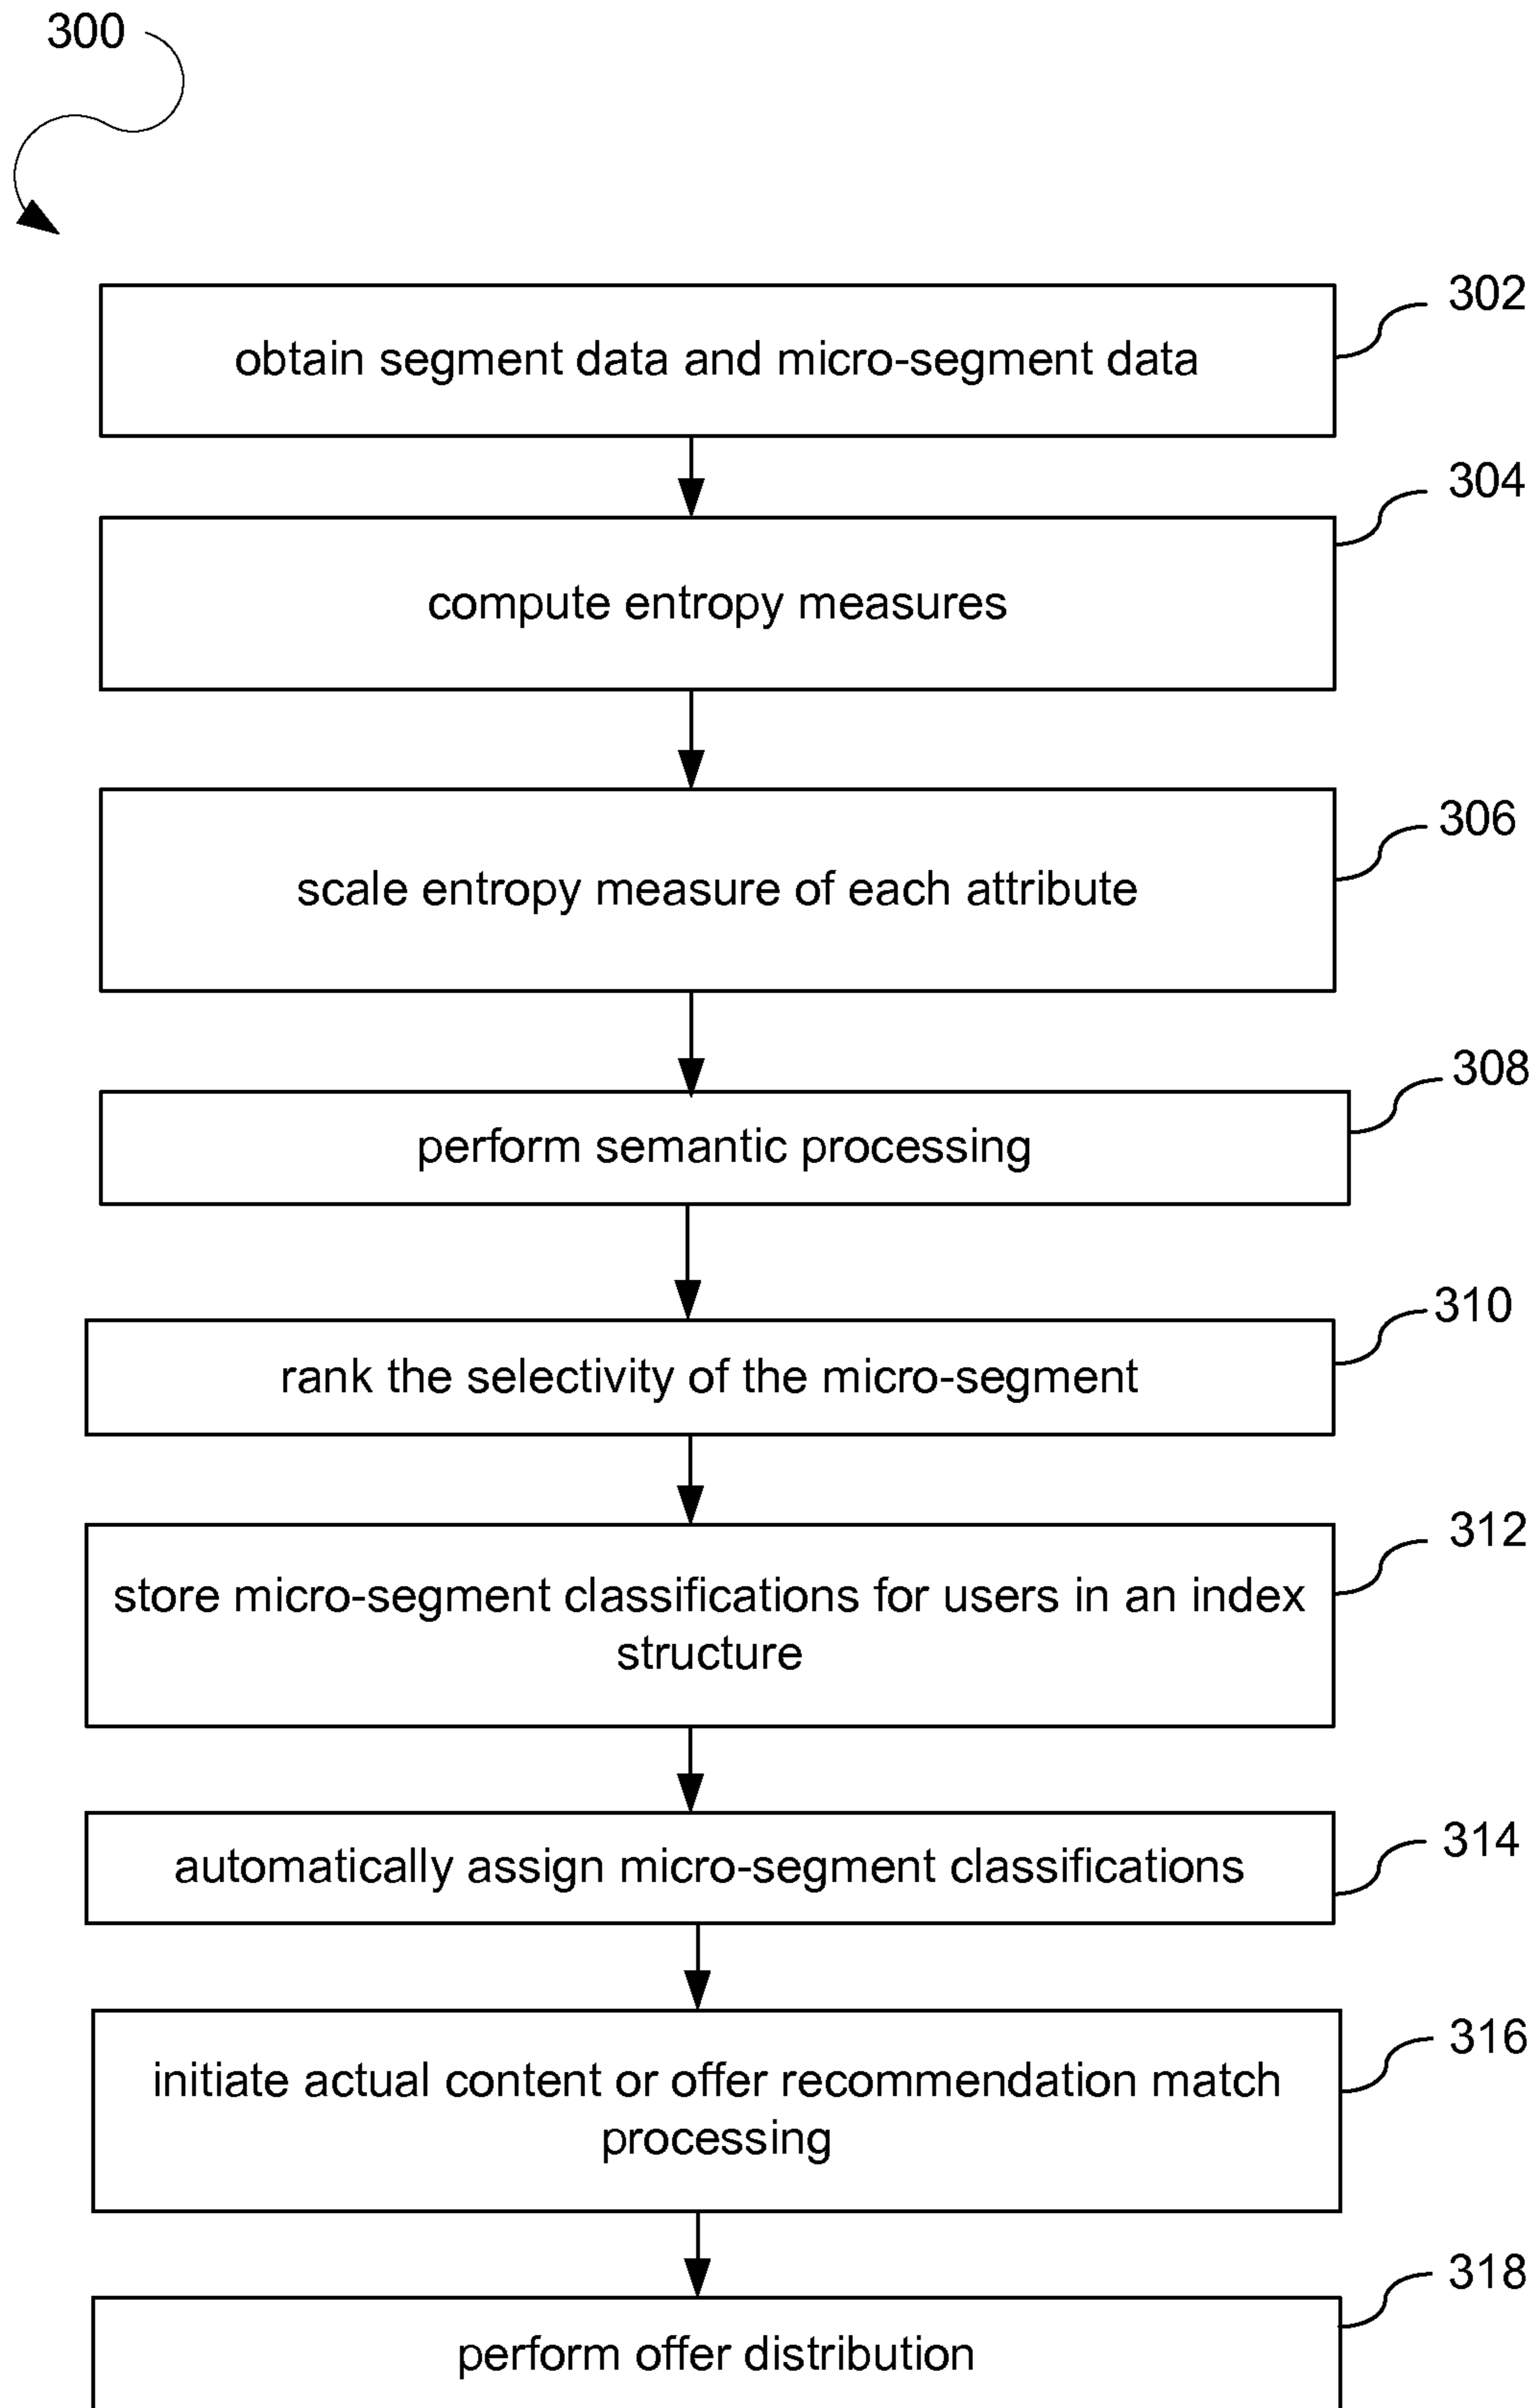 300
302
obtain segment data and micro-segment data
304
compute entropy measures
306
scale entropy measure of each attribute
308
perform semantic processing
310
rank the selectivity of the micro-segment
312
store micro-segment classifications for users in an index
structure
314
automatically assign micro-segment classifications
316
initiate actual content or offer recommendation match
processing
318
perform offer distribution